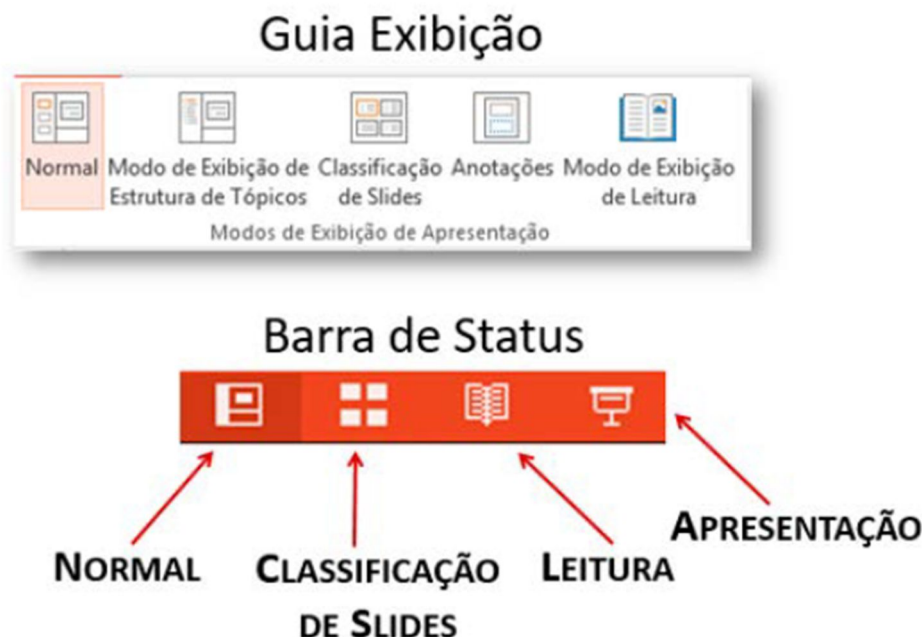 Guia Exibição
Normal Modo de Exibição de Classificação Anotações Modo de Exibição
Estrutura de Tópicos de Slides de Leitura
Modos de Exibição de Apresentação
Barra de Status
APRESENTAÇÃO
NORMAL CLASSIFICAÇÃO LEITURA
DE SLIDES